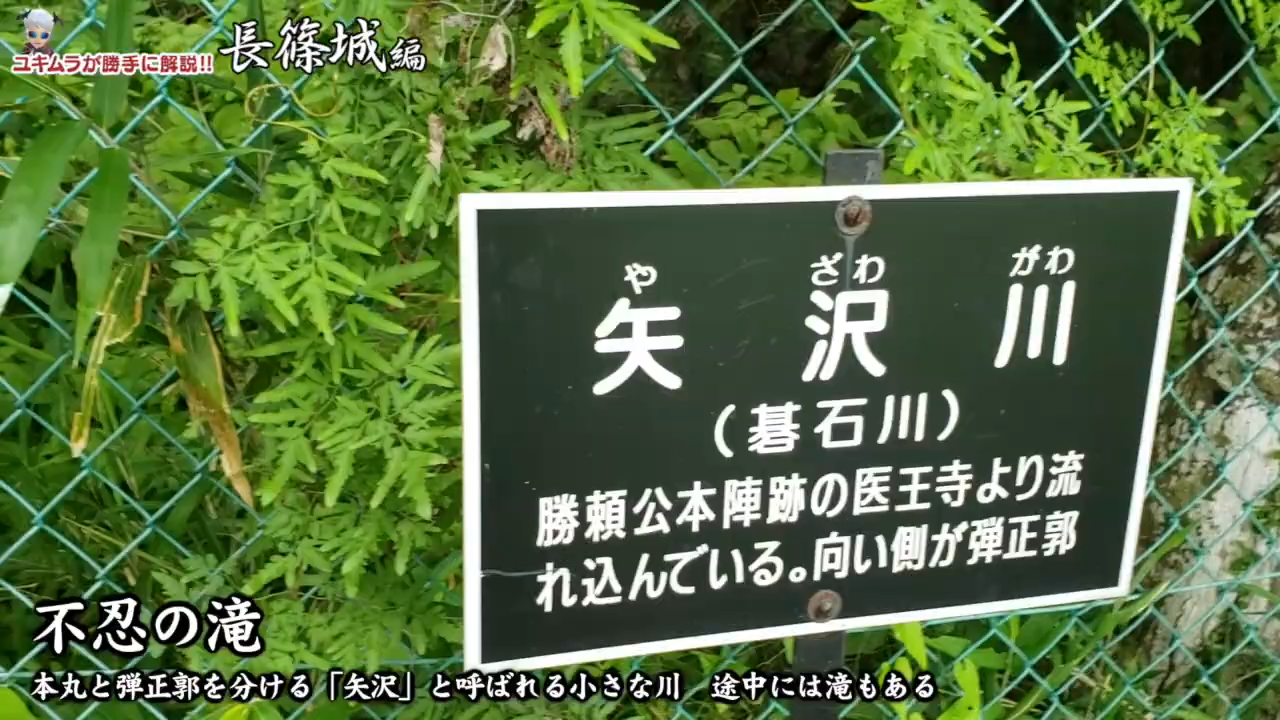 ユキムラが勝手に解説!!
長篠城編
や ざわ がわ
矢沢川
(碁石川)
勝頼公本陣跡の医王寺より流
れ込んでいる。向い側が弾正郭
不忍の滝
本丸と弾正郭を分ける「矢沢」と呼ばれる小さな川　途中には滝もある